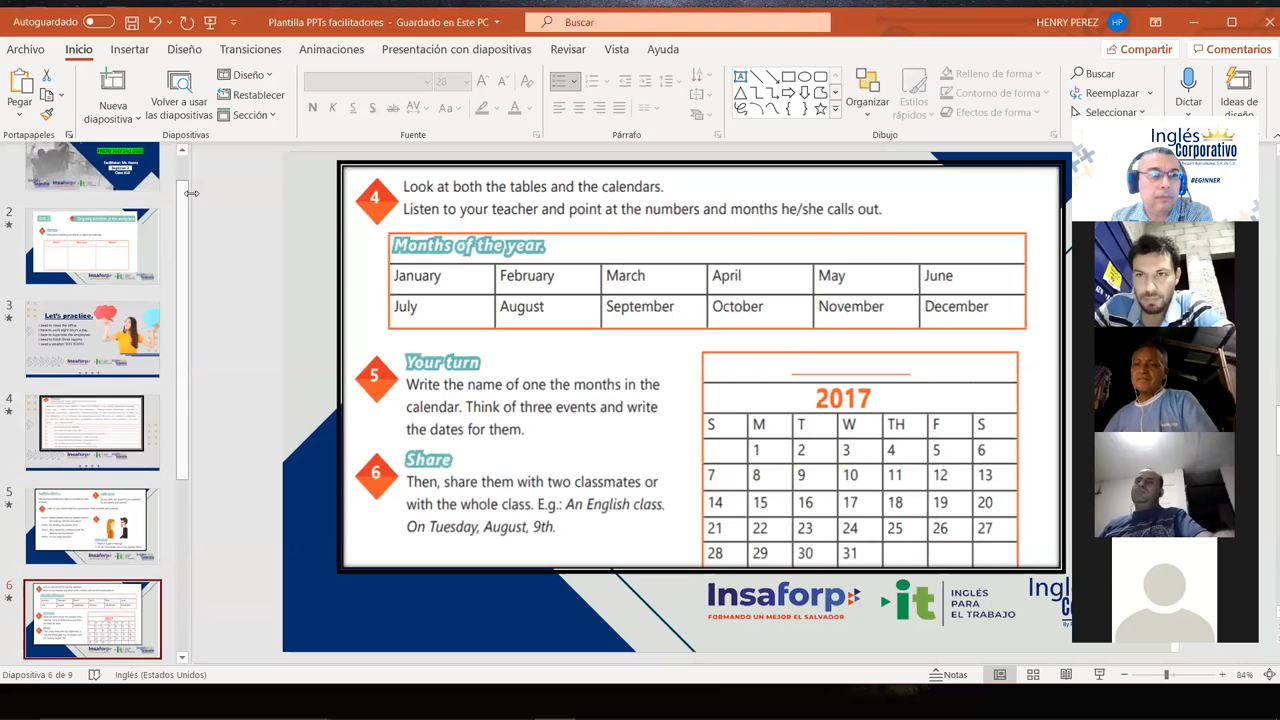 Autoguardado
Plantilla PPTs facilitadores - Guardado en Este PC
Buscar
HENRY PEREZ
HP
Archivo Inicio Insertar Diseño Transiciones Animaciones Presentación con diapositivas Revisar Vista Ayuda
Compartir
Comentarios
Pegar
Nueva diapositiva
Volver a usar las diapositivas
Diseño
Restablecer
Sección
28
N K S S ab AV Aa A
Organizar
Estilos rápidos
Relleno de forma
Contorno de forma
Efectos de forma
Buscar
Reemplazar
Seleccionar
Dictar
Ideas de diseño
Portapapeles Diapositivas Fuente Párrafo Dibujo
Inglés
Corporativo
BEGINNER
2
3
Let's practice.
4
5
6
4
Look at both the tables and the calendars.
Listen to your teacher and point at the numbers and months he/she calls out.
Months of the year.
January February March April May June
July August September October November December
5
Your turn
Write the name of one the months in the
calendar. Think of three events and write
the dates for them.
6
Share
Then, share them with two classmates or
with the whole class. E.g.: An English class.
On Tuesday, August, 9th.
2017
S M T W TH F S
1 2 3 4 5 6
7 8 9 10 11 12 13
14 15 16 17 18 19 20
21 22 23 24 25 26 27
28 29 30 31
Insaforp
FORMANDO UN MEJOR EL SALVADOR
INGLÉS
PARA
EL TRABAJO
Diapositiva 6 de 9
Inglés (Estados Unidos)
Notas
84%